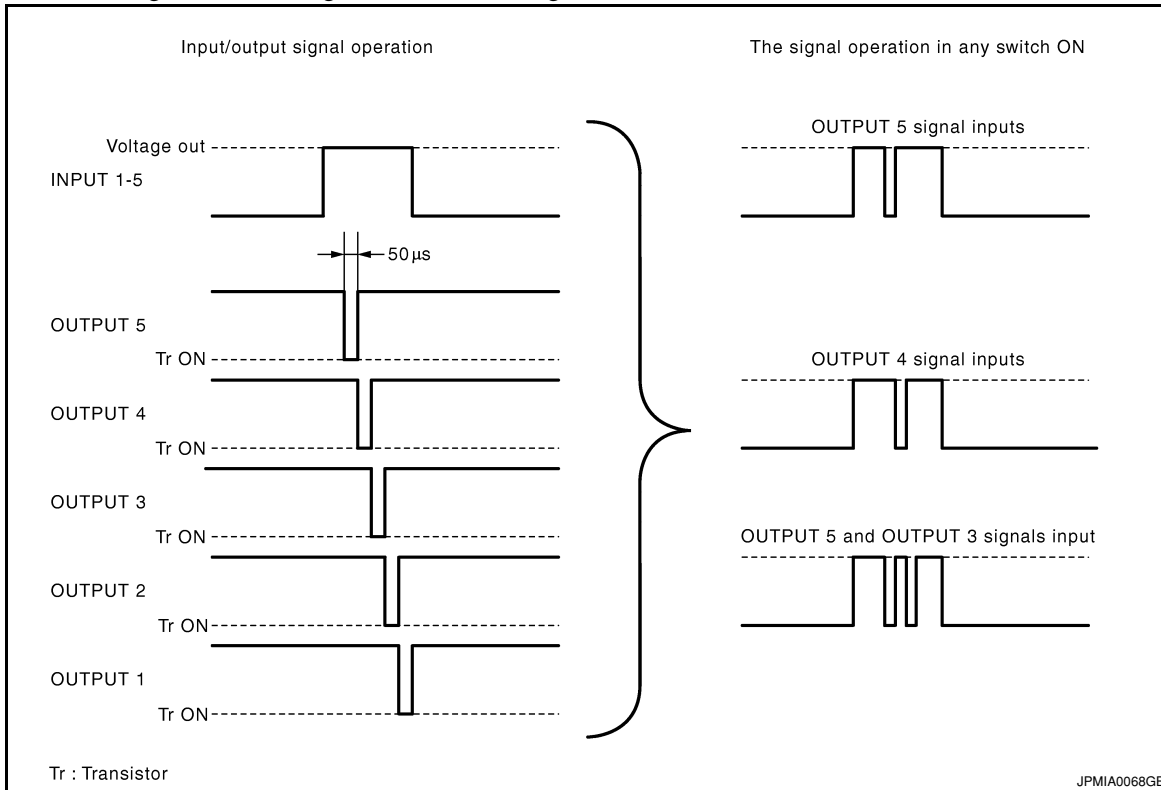 Input/output signal operation
The signal operation in any switch ON
Voltage out
INPUT 1-5
50μs
OUTPUT 5
Tr ON
OUTPUT 4
Tr ON
OUTPUT 3
Tr ON
OUTPUT 2
Tr ON
OUTPUT 1
Tr ON
OUTPUT 5 signal inputs
OUTPUT 4 signal inputs
OUTPUT 5 and OUTPUT 3 signals input
Tr : Transistor
JPMIA0068GB